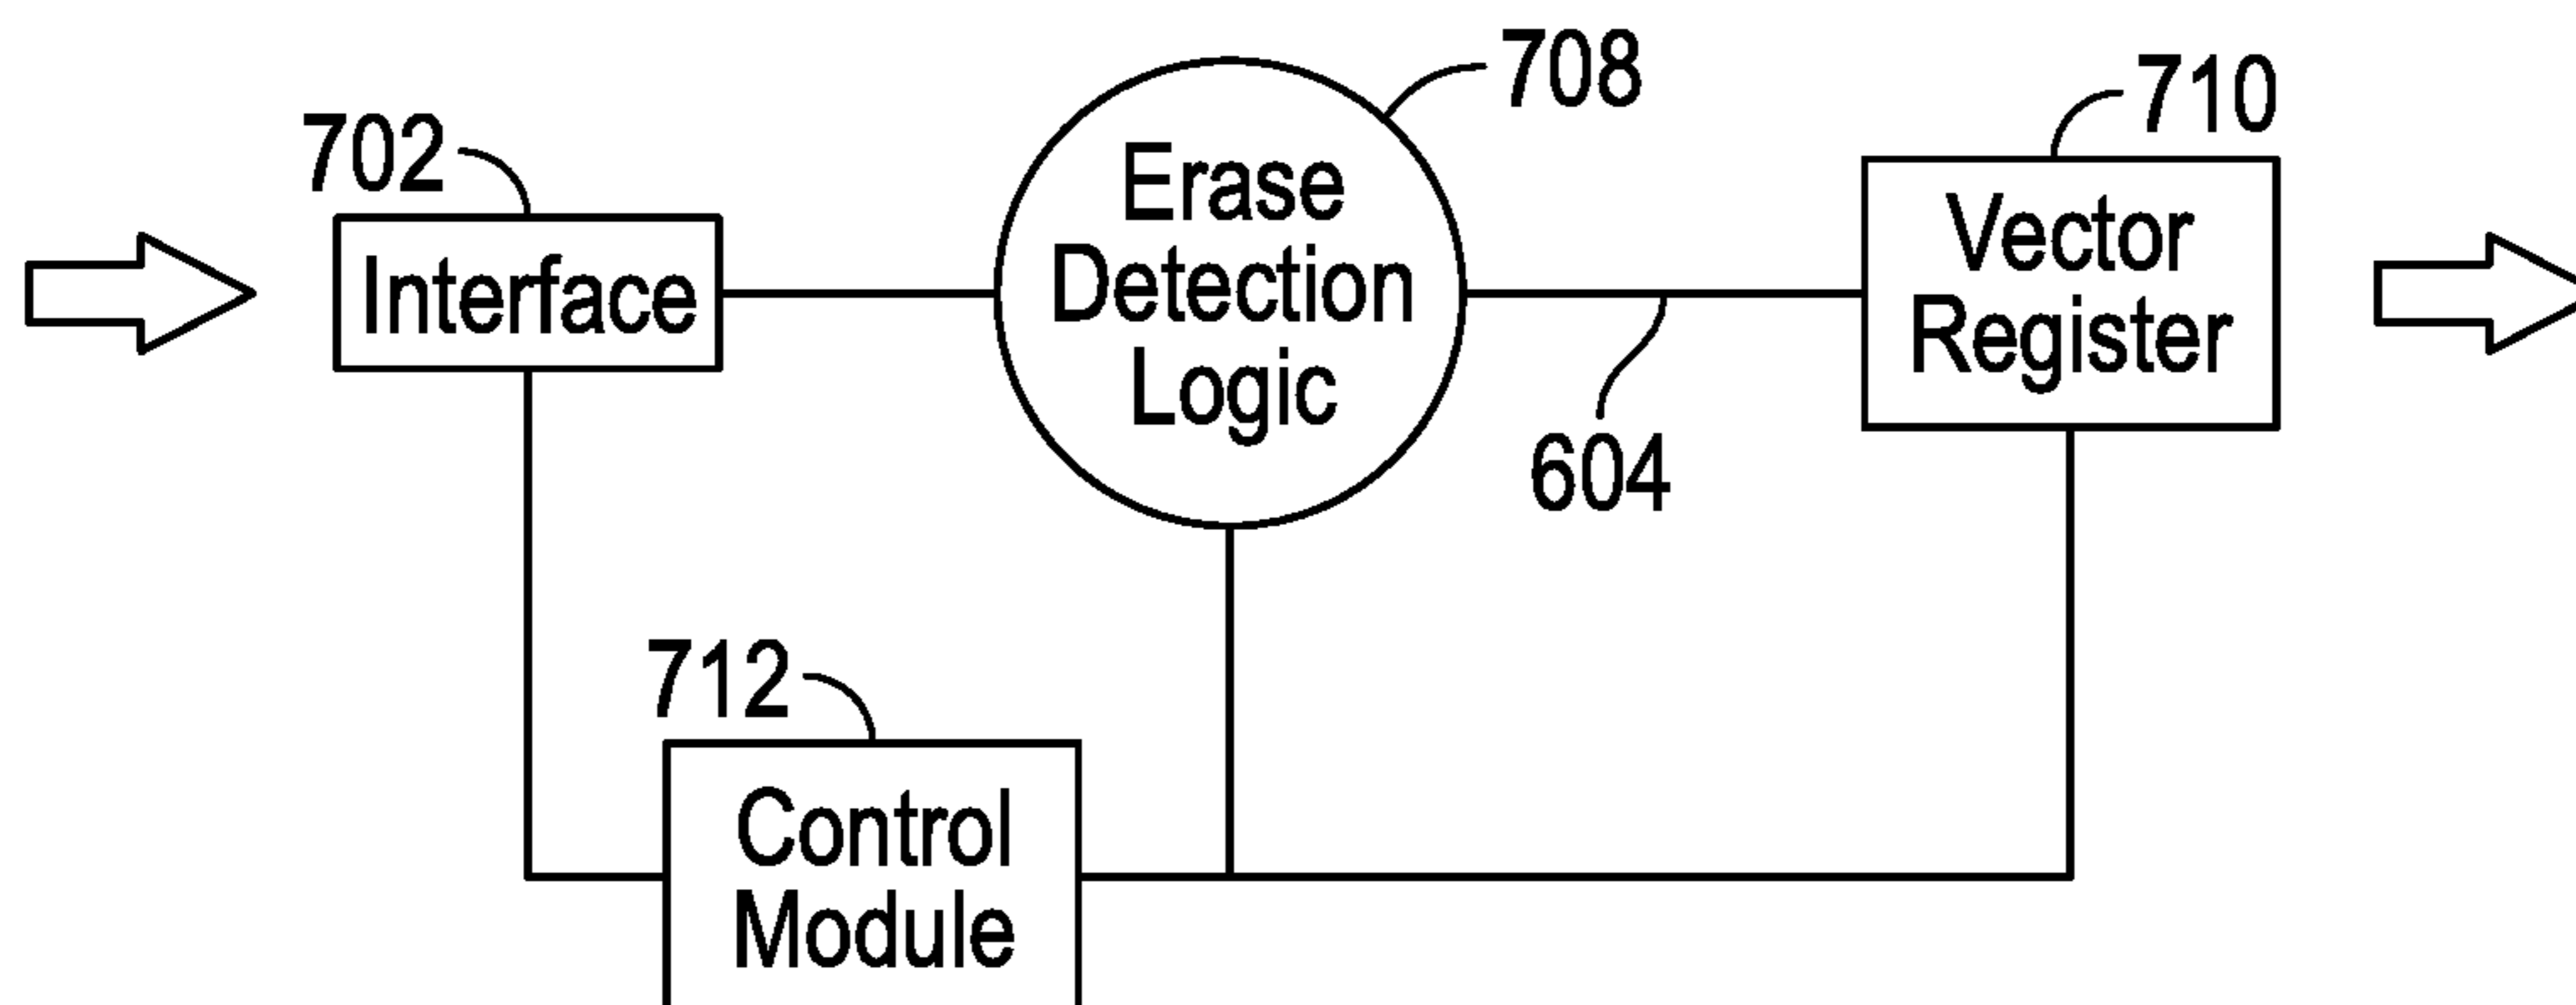 708
710
702
Erase
Detection
Logic
Vector
Register
Interface
604
712
Control
Module